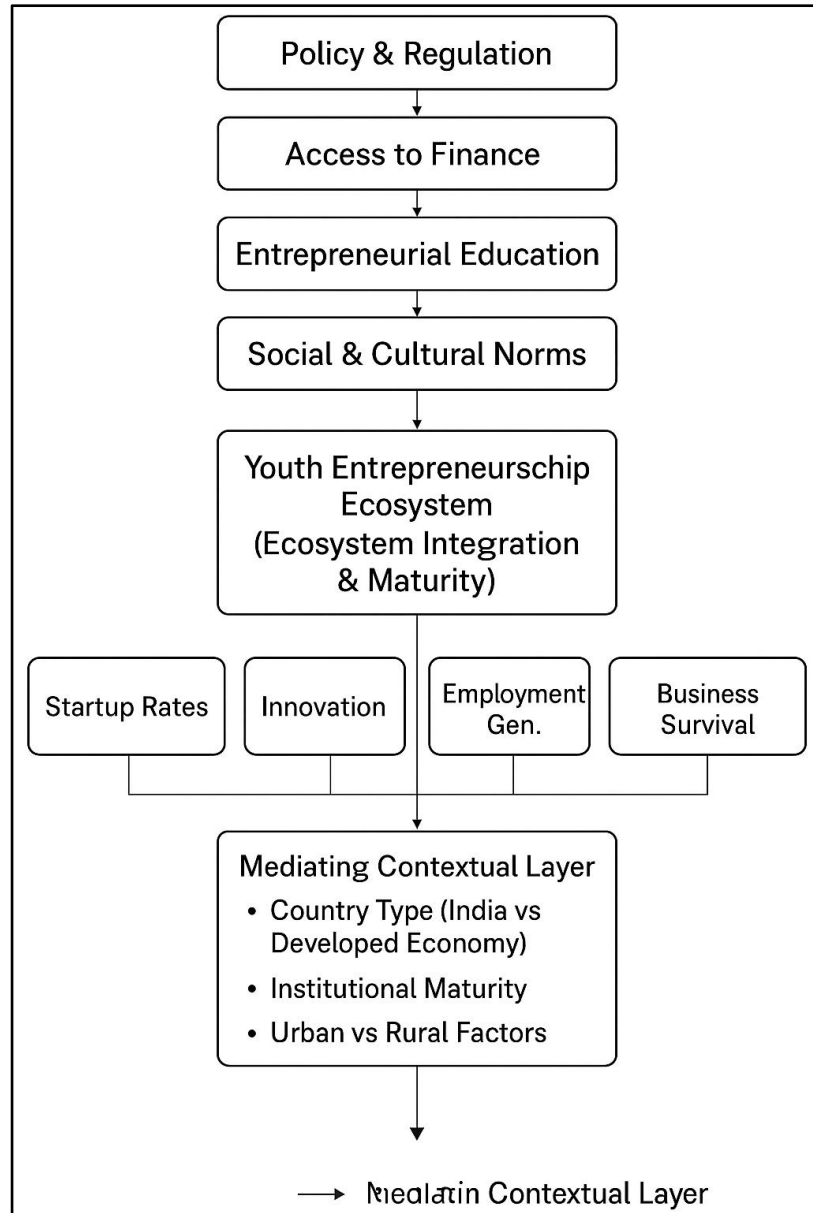 Policy & Regulation
Access to Finance
Entrepreneurial Education
Social & Cultural Norms
Youth Entrepreneurschip
Ecosystem
(Ecosystem Integration
& Maturity)
Startup Rates
Innovation
Employment
Gen.
Business
Survival
Mediating Contextual Layer
• Country Type (India vs
Developed Economy)
• Institutional Maturity
• Urban vs Rural Factors
Contextual Layer